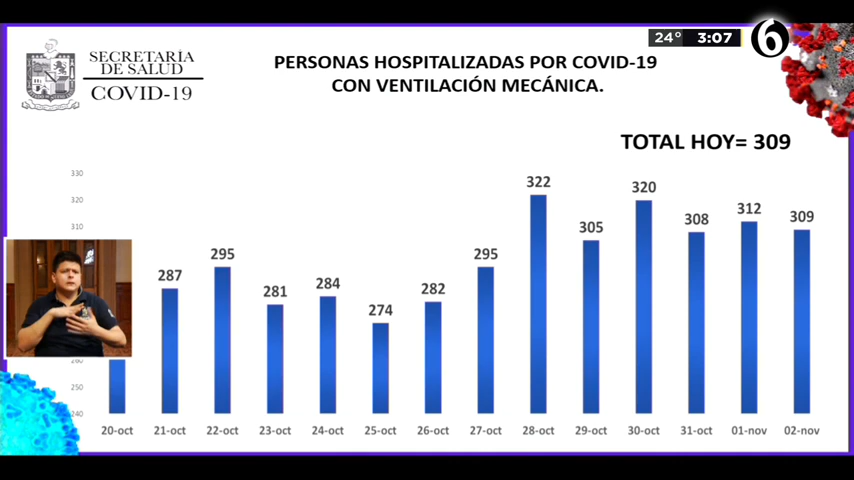 24° 3:07 6
SECRETARÍA
DE SALUD
COVID-19
PERSONAS HOSPITALIZADAS POR COVID-19
CON VENTILACIÓN MECÁNICA.
TOTAL HOY= 309
330
320
310
260
250
240
287
295
281
284
274
282
295
322
305
320
308
312
309
20-oct 21-oct 22-oct 23-oct 24-oct 25-oct 26-oct 27-oct 28-oct 29-oct 30-oct 31-oct 01-nov 02-nov